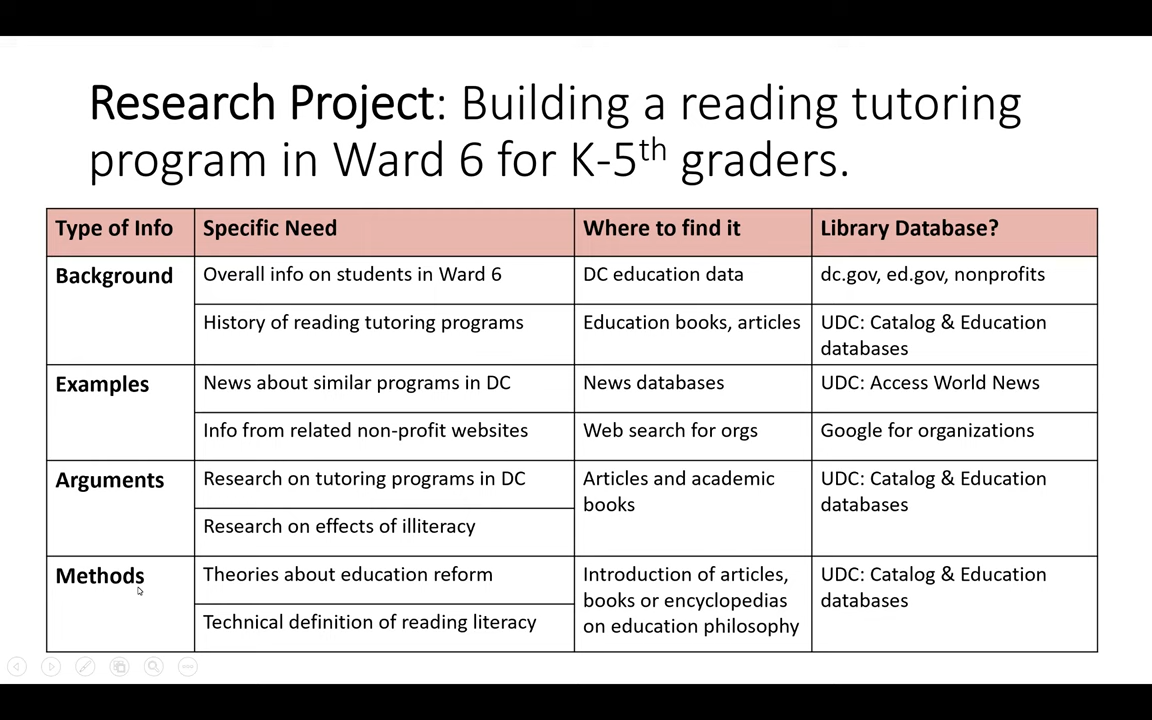 Research Project: Building a reading tutoring
program in Ward 6 for K-5th graders.
Type of Info Specific Need Where to find it Library Database?
Background Overall info on students in Ward 6 DC education data dc.gov, ed.gov, nonprofits
History of reading tutoring programs Education books, articles UDC: Catalog & Education
databases
Examples News about similar programs in DC News databases UDC: Access World News
Info from related non-profit websites Web search for orgs Google for organizations
Arguments Research on tutoring programs in DC Articles and academic UDC: Catalog & Education
books databases
Research on effects of illiteracy
Methods Theories about education reform Introduction of articles, UDC: Catalog & Education
books or encyclopedias databases
Technical definition of reading literacy on education philosophy